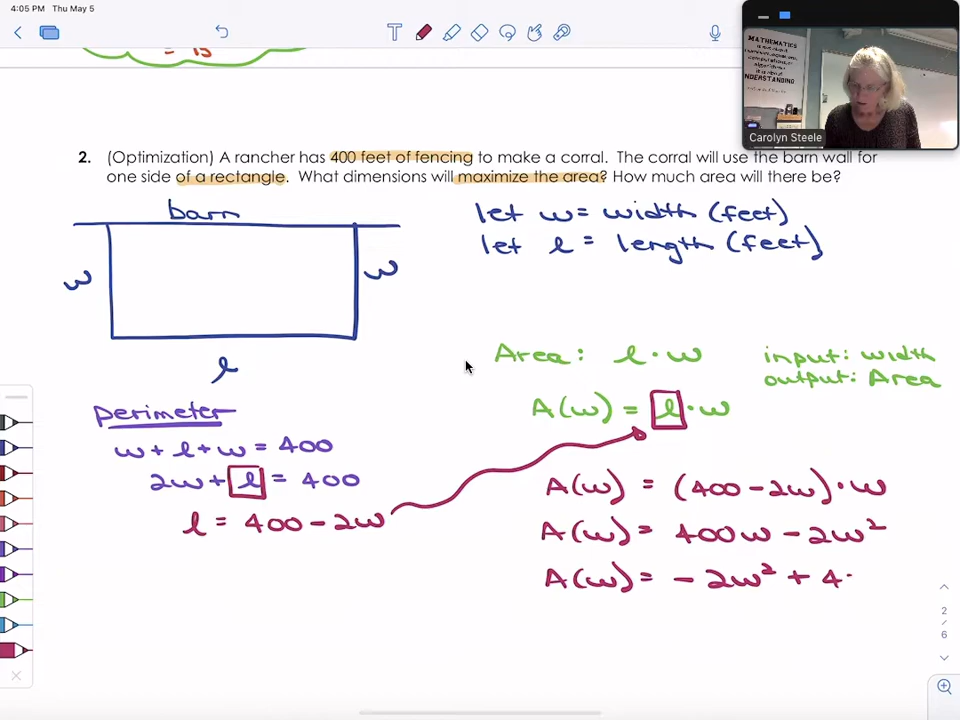 4:05 PM Thu May 5
= 15
MATHEMATICS
UNDERSTANDING
Carolyn Steele
2. (Optimization) A rancher has 400 feet of fencing to make a corral. The corral will use the barn wall for
one side of a rectangle. What dimensions will maximize the area? How much area will there be?
barn
let w = width (feet)
let l = length (feet)
w
w
l
Area: l · w
input: width
output: Area
A(w) = l · w
perimeter
w + l + w = 400
2w + l = 400
l = 400 - 2w
A(w) = (400 - 2w) · w
A(w) = 400w - 2w²
A(w) = - 2w² + 4
2
/
6